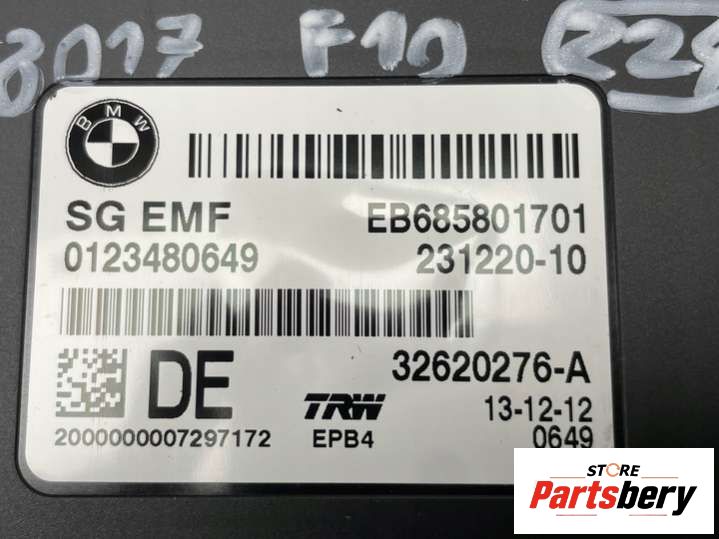 8017 F10
BMW
SG EMF EB685801701
0123480649 231220-10
DE 32620276-A
TRW 13-12-12
2000000007297172 EPB4 0649
STORE
Partsbery